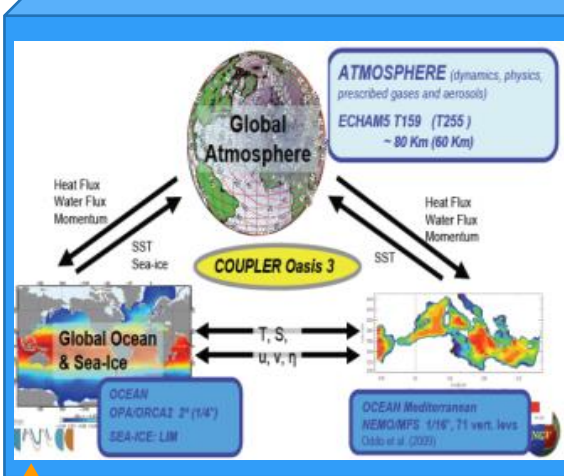 ATMOSPHERE (dynamics, physics,
prescribed gases and aerosols)
ECHAM5 T159 (T255)
~ 80 Km (60 Km)
Global
Atmosphere
Heat Flux
Water Flux
Momentum
SST
Sea-ice
Heat Flux
Water Flux
Momentum
SST
COUPLER Oasis 3
Global Ocean
& Sea-Ice
T, S,
u, v, η
OCEAN
OPA/ORCA2 2º (1/4°)
SEA-ICE: LIM
OCEAN Mediterranean
NEMO/MFS 1/16°, 71 vert. levs
Oddo et al. (2009)